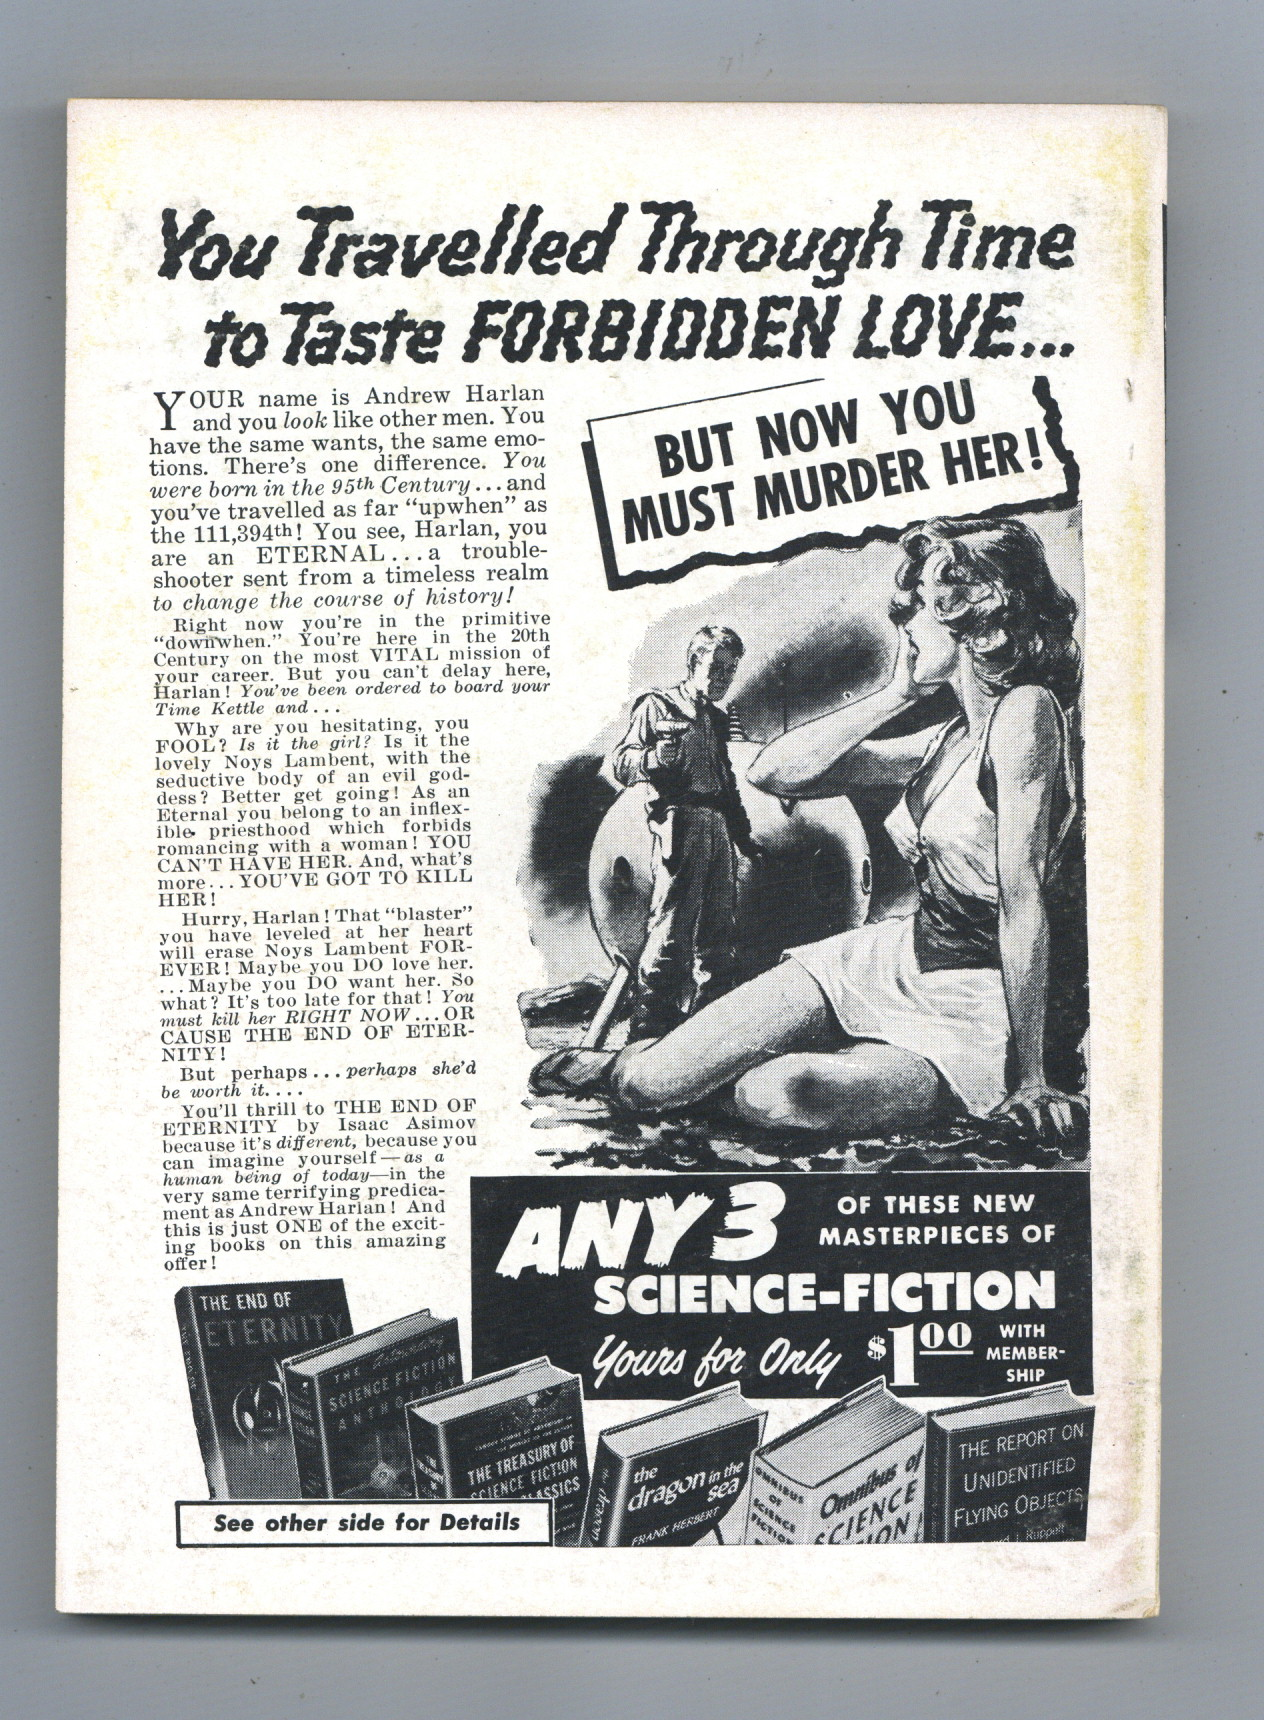 You Travelled Through Time
to Taste FORBIDDEN LOVE...
BUT NOW YOU
MUST MURDER HER!
YOUR name is Andrew Harlan
and you look like other men. You
have the same wants, the same emo-
tions. There's one difference. You
were born in the 95th Century...and
you've travelled as far "upwhen" as
the 111,394th! You see, Harlan, you
are an ETERNAL...a trouble-
shooter sent from a timeless realm
to change the course of history!
Right now you're in the primitive
"downwhen." You're here in the 20th
Century on the most VITAL mission of
your career. But you can't delay here,
Harlan! You've been ordered to board your
Time Kettle and...
Why are you hesitating, you
FOOL? Is it the girl? Is it the
lovely Noys Lambent, with the
seductive body of an evil god-
dess? Better get going! As an
Eternal you belong to an inflex-
ible priesthood which forbids
romancing with a woman! YOU
CAN'T HAVE HER. And, what's
more...YOU'VE GOT TO KILL
HER!
Hurry, Harlan! That "blaster"
you have leveled at her heart
will erase Noys Lambent FOR-
EVER! Maybe you DO love her.
...Maybe you DO want her. So
what? It's too late for that! You
must kill her RIGHT NOW...OR
CAUSE THE END OF ETER-
NITY!
But perhaps...perhaps she'd
be worth it....
You'll thrill to THE END OF
ETERNITY by Isaac Asimov
because it's different, because you
can imagine yourself—as a
human being of today—in the
very same terrifying predica-
ment as Andrew Harlan! And
this is just ONE of the excit-
ing books on this amazing
offer!
ANY 3
OF THESE NEW
MASTERPIECES OF
SCIENCE-FICTION
Yours for Only $1.00
WITH
MEMBER-
SHIP
THE END OF
ETERNITY
THE Astounding
SCIENCE FICTION
ANTHOLOGY
THE TREASURY OF
SCIENCE FICTION
CLASSICS
the
dragon in the
sea
FRANK HERBERT
OMNIBUS
OF
SCIENCE
FICTION
Omnibus of
SCIENCE
FICTION
THE REPORT ON
UNIDENTIFIED
FLYING OBJECTS
J. Ruppelt
See other side for Details